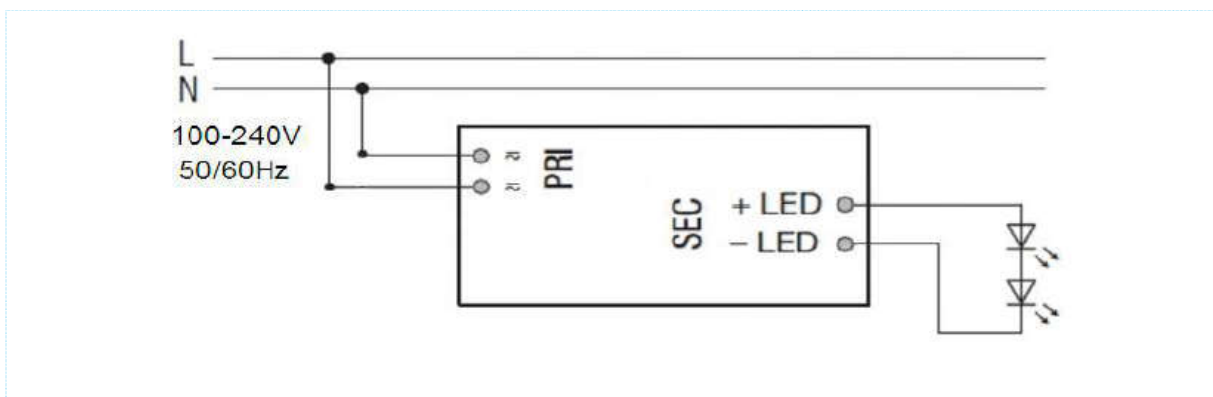 L
N
100-240V
50/60Hz
≈
≈
PRI
SEC
+ LED
– LED